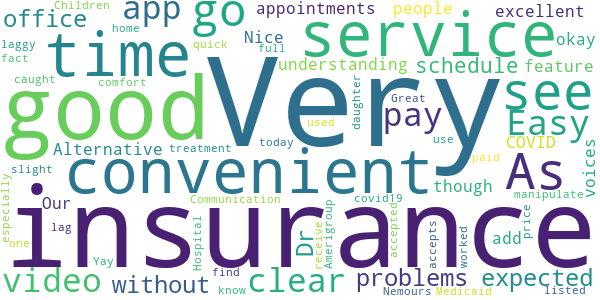 Children
office
app
go
appointments
people
excellent
laggy
home
quick
full
Nice
service
okay
fact
time
understanding
schedule
feature
caught
comfort
good
Very
daughter
Great
see
used
pay
Easy
Alternative
treatment
today
use
paid
COVID
voices
slight
convenient
As
though
manipulate
especially
Our
Communication
covid19
insurance
lag
one
Yay
Hospital
Dr
receive
Amerigroup
accepted
accepts
worked
add
price
find
video
without
clear
know
problems
Nemours
Medicaid
expected
listed